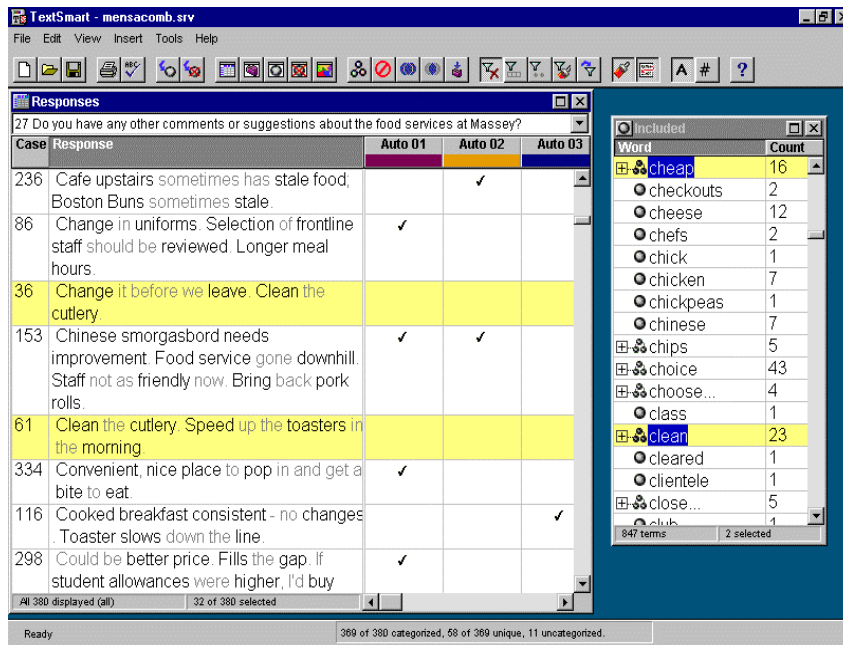 TextSmart - mensacomb.srv
File Edit View Insert Tools Help
ABC
A # ?
Responses
27 Do you have any other comments or suggestions about the food services at Massey?
Case Response Auto 01 Auto 02 Auto 03
236 Cafe upstairs sometimes has stale food;
Boston Buns sometimes stale.
86 Change in uniforms. Selection of frontline
staff should be reviewed. Longer meal
hours.
36 Change it before we leave. Clean the
cutlery.
153 Chinese smorgasbord needs
improvement. Food service gone downhill.
Staff not as friendly now. Bring back pork
rolls.
61 Clean the cutlery. Speed up the toasters in
the morning.
334 Convenient, nice place to pop in and get a
bite to eat.
116 Cooked breakfast consistent - no changes
. Toaster slows down the line.
298 Could be better price. Fills the gap. If
student allowances were higher, I'd buy
All 380 displayed (all) 32 of 380 selected
Included
Word Count
cheap 16
checkouts 2
cheese 12
chefs 2
chick 1
chicken 7
chickpeas 1
chinese 7
chips 5
choice 43
choose... 4
class 1
clean 23
cleared 1
clientele 1
close... 5
club 1
847 terms 2 selected
Ready 369 of 380 categorized, 58 of 369 unique, 11 uncategorized.